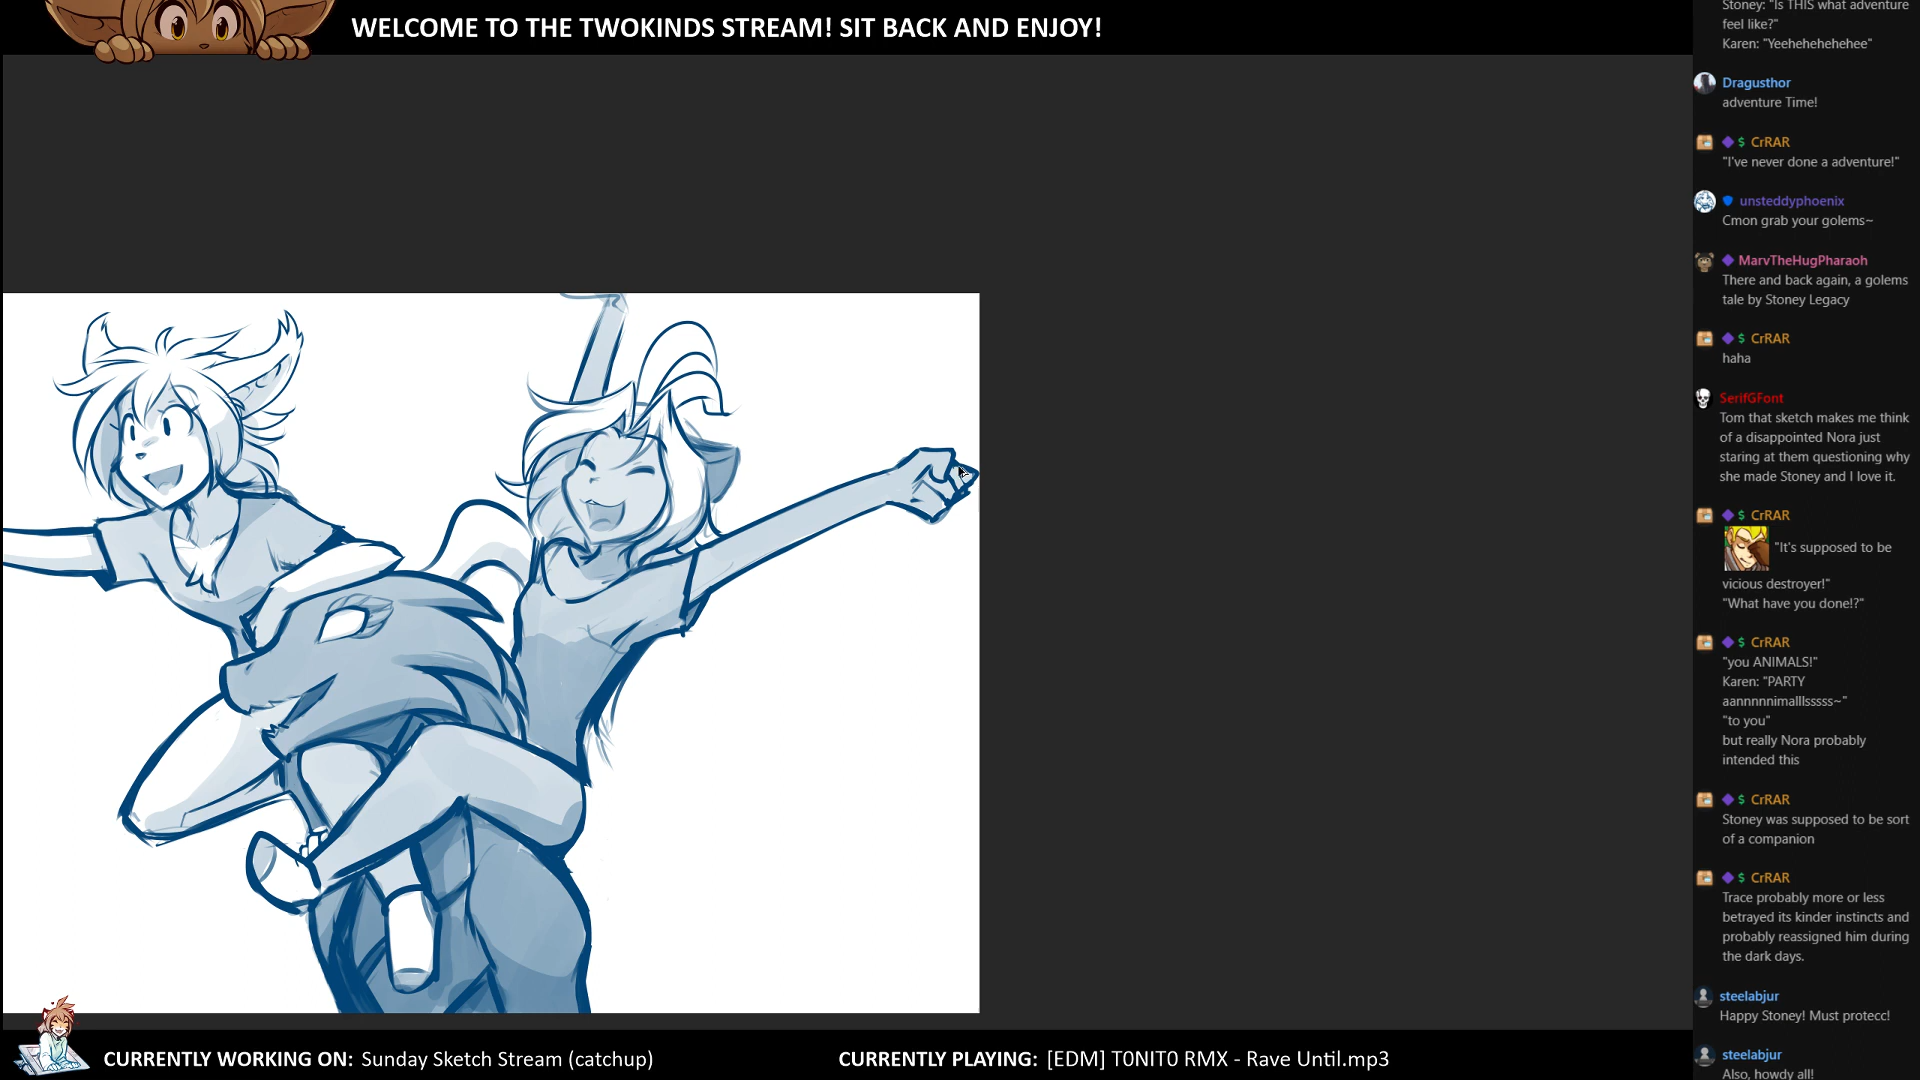 WELCOME TO THE TWOKINDS STREAM! SIT BACK AND ENJOY!
Stoney: "Is THIS what adventure
feel like?"
Karen: "Yeehehehehehee"
Dragusthor
adventure Time!
$ CrRAR
"I've never done a adventure!"
unsteddyphoenix
Cmon grab your golems~
MarvTheHugPharaoh
There and back again, a golems
tale by Stoney Legacy
$ CrRAR
haha
SerifGFont
Tom that sketch makes me think
of a disappointed Nora just
staring at them questioning why
she made Stoney and I love it.
$ CrRAR
"It's supposed to be
vicious destroyer!"
"What have you done!?"
$ CrRAR
"you ANIMALS!"
Karen: "PARTY
aannnnnimalllsssss~"
"to you"
but really Nora probably
intended this
$ CrRAR
Stoney was supposed to be sort
of a companion
$ CrRAR
Trace probably more or less
betrayed its kinder instincts and
probably reassigned him during
the dark days.
steelabjur
Happy Stoney! Must protecc!
steelabjur
Also, howdy all!
CURRENTLY WORKING ON: Sunday Sketch Stream (catchup)
CURRENTLY PLAYING: [EDM] T0NIT0 RMX - Rave Until.mp3